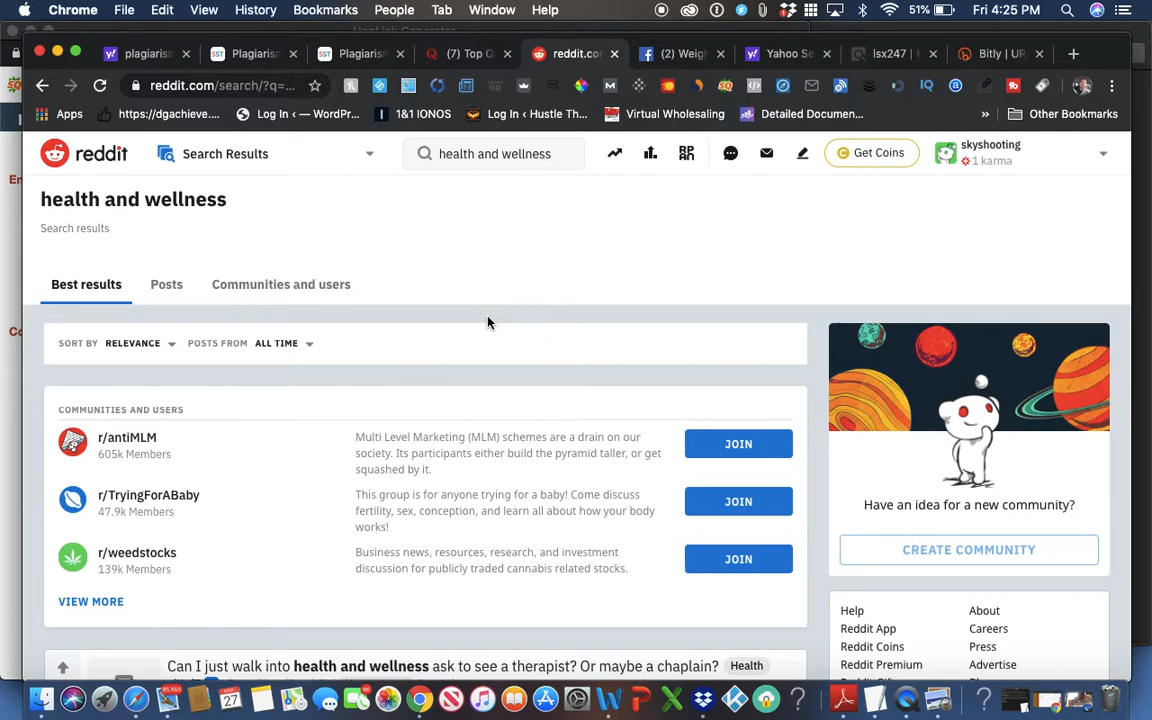 Chrome File Edit View History Bookmarks People Tab Window Help 51% Fri 4:25 PM
plagiarism Plagiarism Plagiarism (7) Top Q reddit.co Weigh Yahoo Se lsx247 | M Bitly | UR
reddit.com/search/?q=...
Apps https://dgachieve.... Log In ‹ — WordPr... 1&1 IONOS Log In ‹ Hustle Th... Virtual Wholesaling Detailed Documen... » Other Bookmarks
reddit Search Results health and wellness Get Coins skyshooting
1 karma
health and wellness
Search results
Best results Posts Communities and users
SORT BY RELEVANCE POSTS FROM ALL TIME
COMMUNITIES AND USERS
r/antiMLM
605k Members
Multi Level Marketing (MLM) schemes are a drain on our
society. Its participants either build the pyramid taller, or get
squashed by it.
JOIN
r/TryingForABaby
47.9k Members
This group is for anyone trying for a baby! Come discuss
fertility, sex, conception, and learn all about how your body
works!
JOIN
r/weedstocks
139k Members
Business news, resources, research, and investment
discussion for publicly traded cannabis related stocks.
JOIN
VIEW MORE
Can I just walk into health and wellness ask to see a therapist? Or maybe a chaplain? Health
Have an idea for a new community?
CREATE COMMUNITY
Help About
Reddit App Careers
Reddit Coins Press
Reddit Premium Advertise